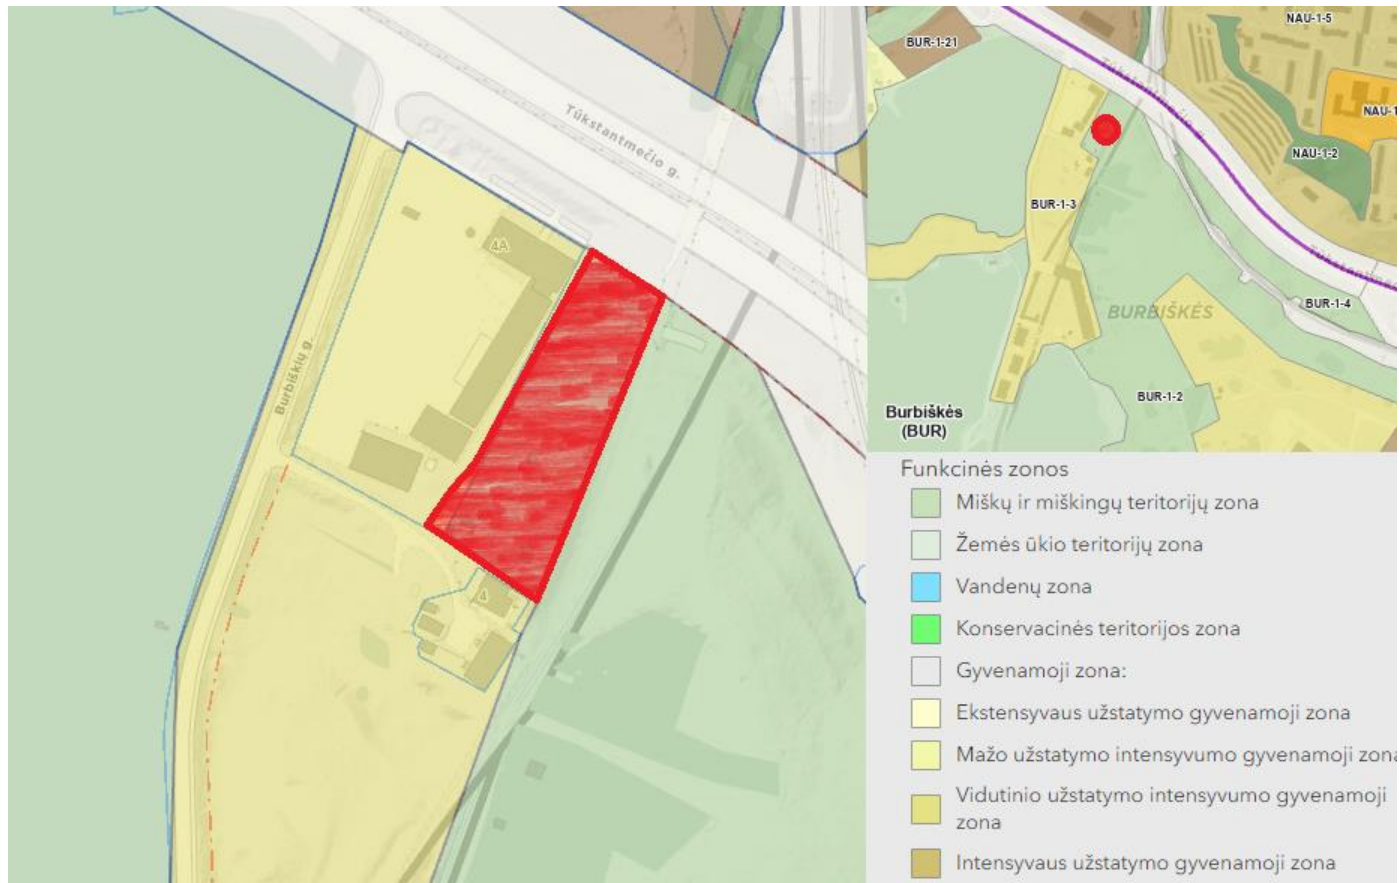 Tūkstantmečio g.
4A
Burbiškių g.
4
NAU-1-5
BUR-1-21
NAU-1
NAU-1-2
BUR-1-3
BUR-1-4
BURBIŠKĖS
BUR-1-2
Burbiškės
(BUR)
Funkcinės zonos
Miškų ir miškingų teritorijų zona
Žemės ūkio teritorijų zona
Vandenų zona
Konservacinės teritorijos zona
Gyvenamoji zona:
Ekstensyvaus užstatymo gyvenamoji zona
Mažo užstatymo intensyvumo gyvenamoji zona
Vidutinio užstatymo intensyvumo gyvenamoji
zona
Intensyvaus užstatymo gyvenamoji zona